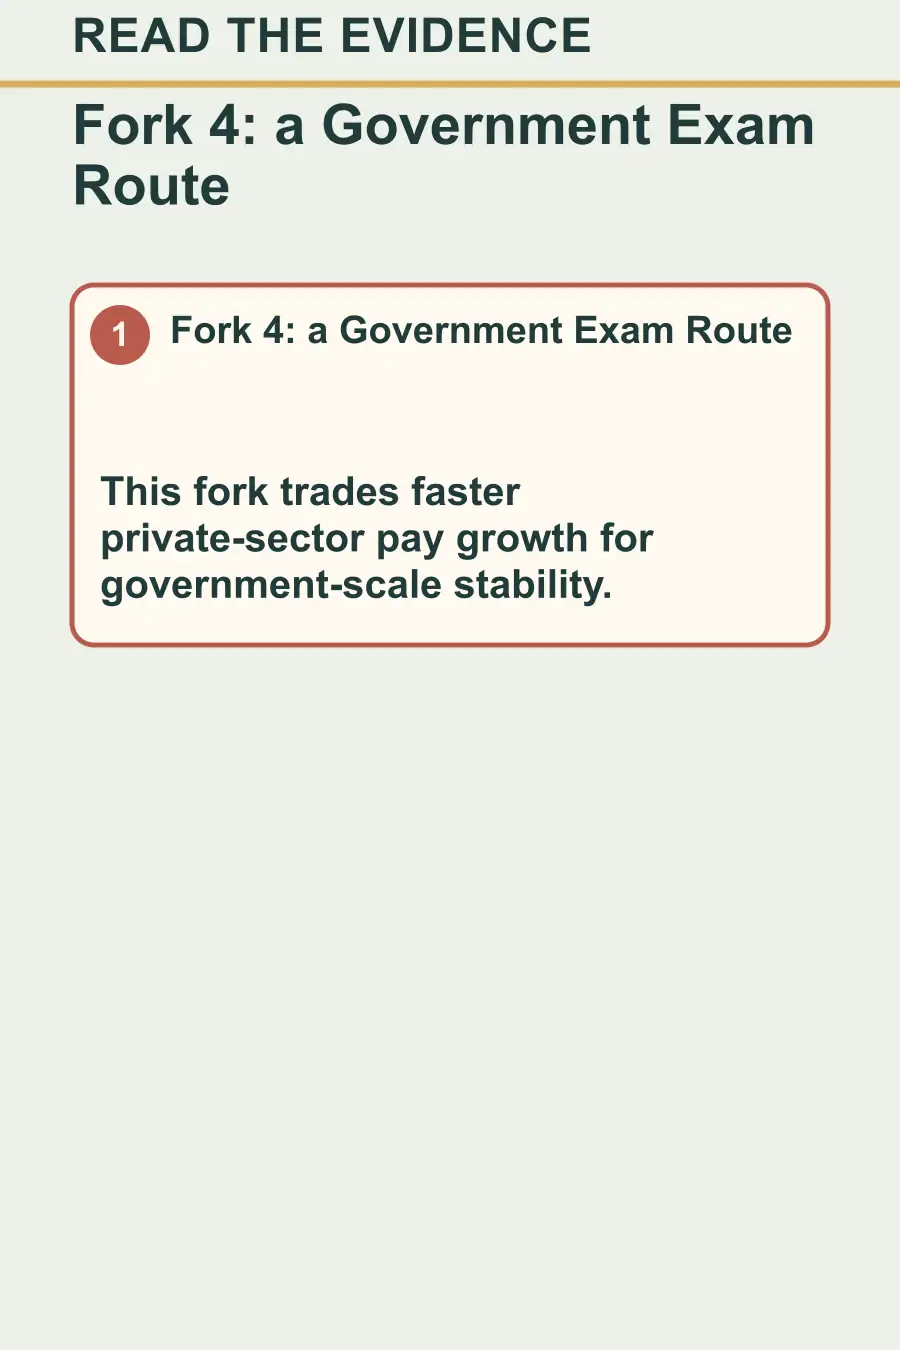 READ THE EVIDENCE
Fork 4: a Government Exam
Route
1 Fork 4: a Government Exam Route
This fork trades faster
private-sector pay growth for
government-scale stability.